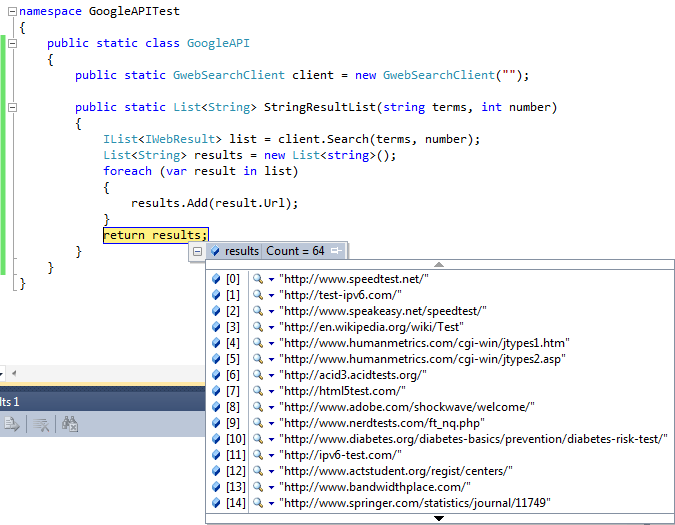 namespace GoogleAPITest
{
public static class GoogleAPI
{
public static GwebSearchClient client = new GwebSearchClient("");
public static List<String> StringResultList(string terms, int number)
{
IList<IWebResult> list = client.Search(terms, number);
List<String> results = new List<string>();
foreach (var result in list)
{
results.Add(result.Url);
}
return results;
}
}
}
results Count = 64
[0] "http://www.speedtest.net/"
[1] "http://test-ipv6.com/"
[2] "http://www.speakeasy.net/speedtest/"
[3] "http://en.wikipedia.org/wiki/Test"
[4] "http://www.humanmetrics.com/cgi-win/jtypes1.htm"
[5] "http://www.humanmetrics.com/cgi-win/jtypes2.asp"
[6] "http://acid3.acidtests.org/"
[7] "http://html5test.com/"
[8] "http://www.adobe.com/shockwave/welcome/"
[9] "http://www.nerdtests.com/ft_nq.php"
[10] "http://www.diabetes.org/diabetes-basics/prevention/diabetes-risk-test/"
[11] "http://ipv6-test.com/"
[12] "http://www.actstudent.org/regist/centers/"
[13] "http://www.bandwidthplace.com/"
[14] "http://www.springer.com/statistics/journal/11749"
lts 1